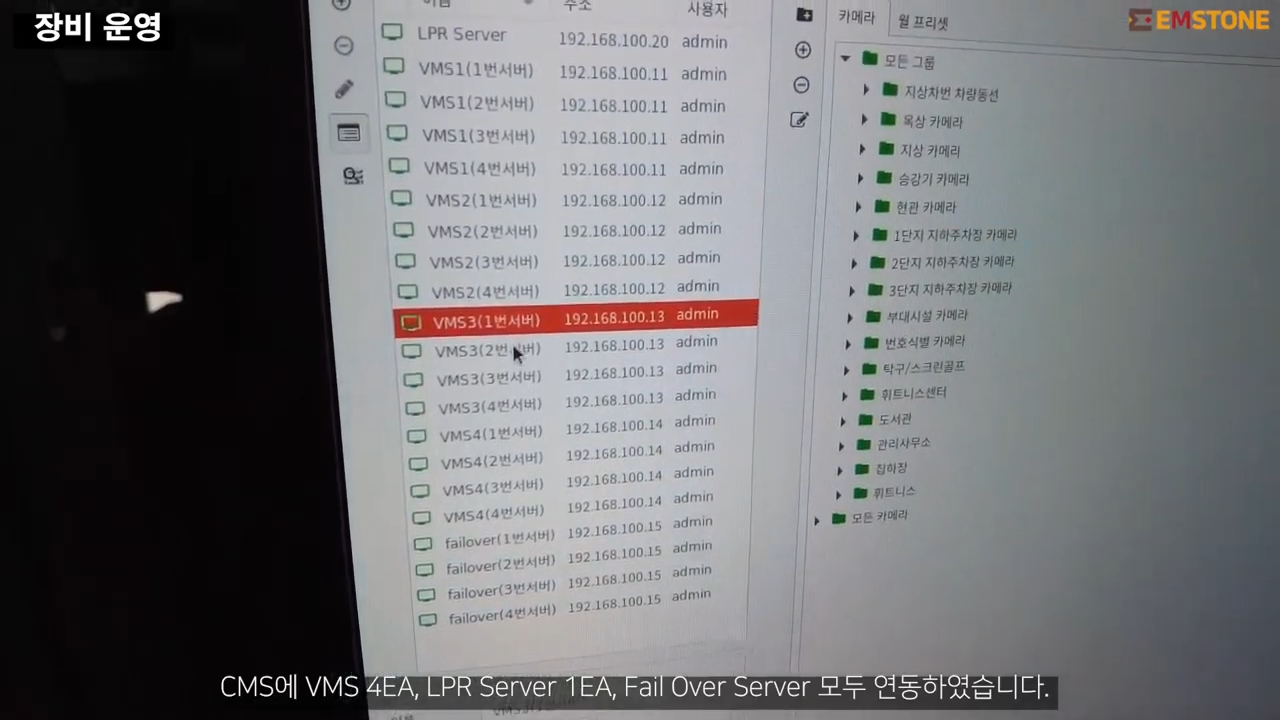 장비 운영
EMSTONE
이름 주소 사용자
LPR Server 192.168.100.20 admin
VMS1(1번서버) 192.168.100.11 admin
VMS1(2번서버) 192.168.100.11 admin
VMS1(3번서버) 192.168.100.11 admin
VMS1(4번서버) 192.168.100.11 admin
VMS2(1번서버) 192.168.100.12 admin
VMS2(2번서버) 192.168.100.12 admin
VMS2(3번서버) 192.168.100.12 admin
VMS2(4번서버) 192.168.100.12 admin
VMS3(1번서버) 192.168.100.13 admin
VMS3(2번서버) 192.168.100.13 admin
VMS3(3번서버) 192.168.100.13 admin
VMS3(4번서버) 192.168.100.13 admin
VMS4(1번서버) 192.168.100.14 admin
VMS4(2번서버) 192.168.100.14 admin
VMS4(3번서버) 192.168.100.14 admin
VMS4(4번서버) 192.168.100.14 admin
failover(1번서버) 192.168.100.15 admin
failover(2번서버) 192.168.100.15 admin
failover(3번서버) 192.168.100.15 admin
failover(4번서버) 192.168.100.15 admin
카메라 월 프리셋
모든 그룹
지상차번 차량동선
옥상 카메라
지상 카메라
승강기 카메라
현관 카메라
1단지 지하주차장 카메라
2단지 지하주차장 카메라
3단지 지하주차장 카메라
부대시설 카메라
번호식별 카메라
탁구/스크린골프
휘트니스센터
도서관
관리사무소
집하장
휘트니스
모든 카메라
CMS에 VMS 4EA, LPR Server 1EA, Fail Over Server 모두 연동하였습니다.